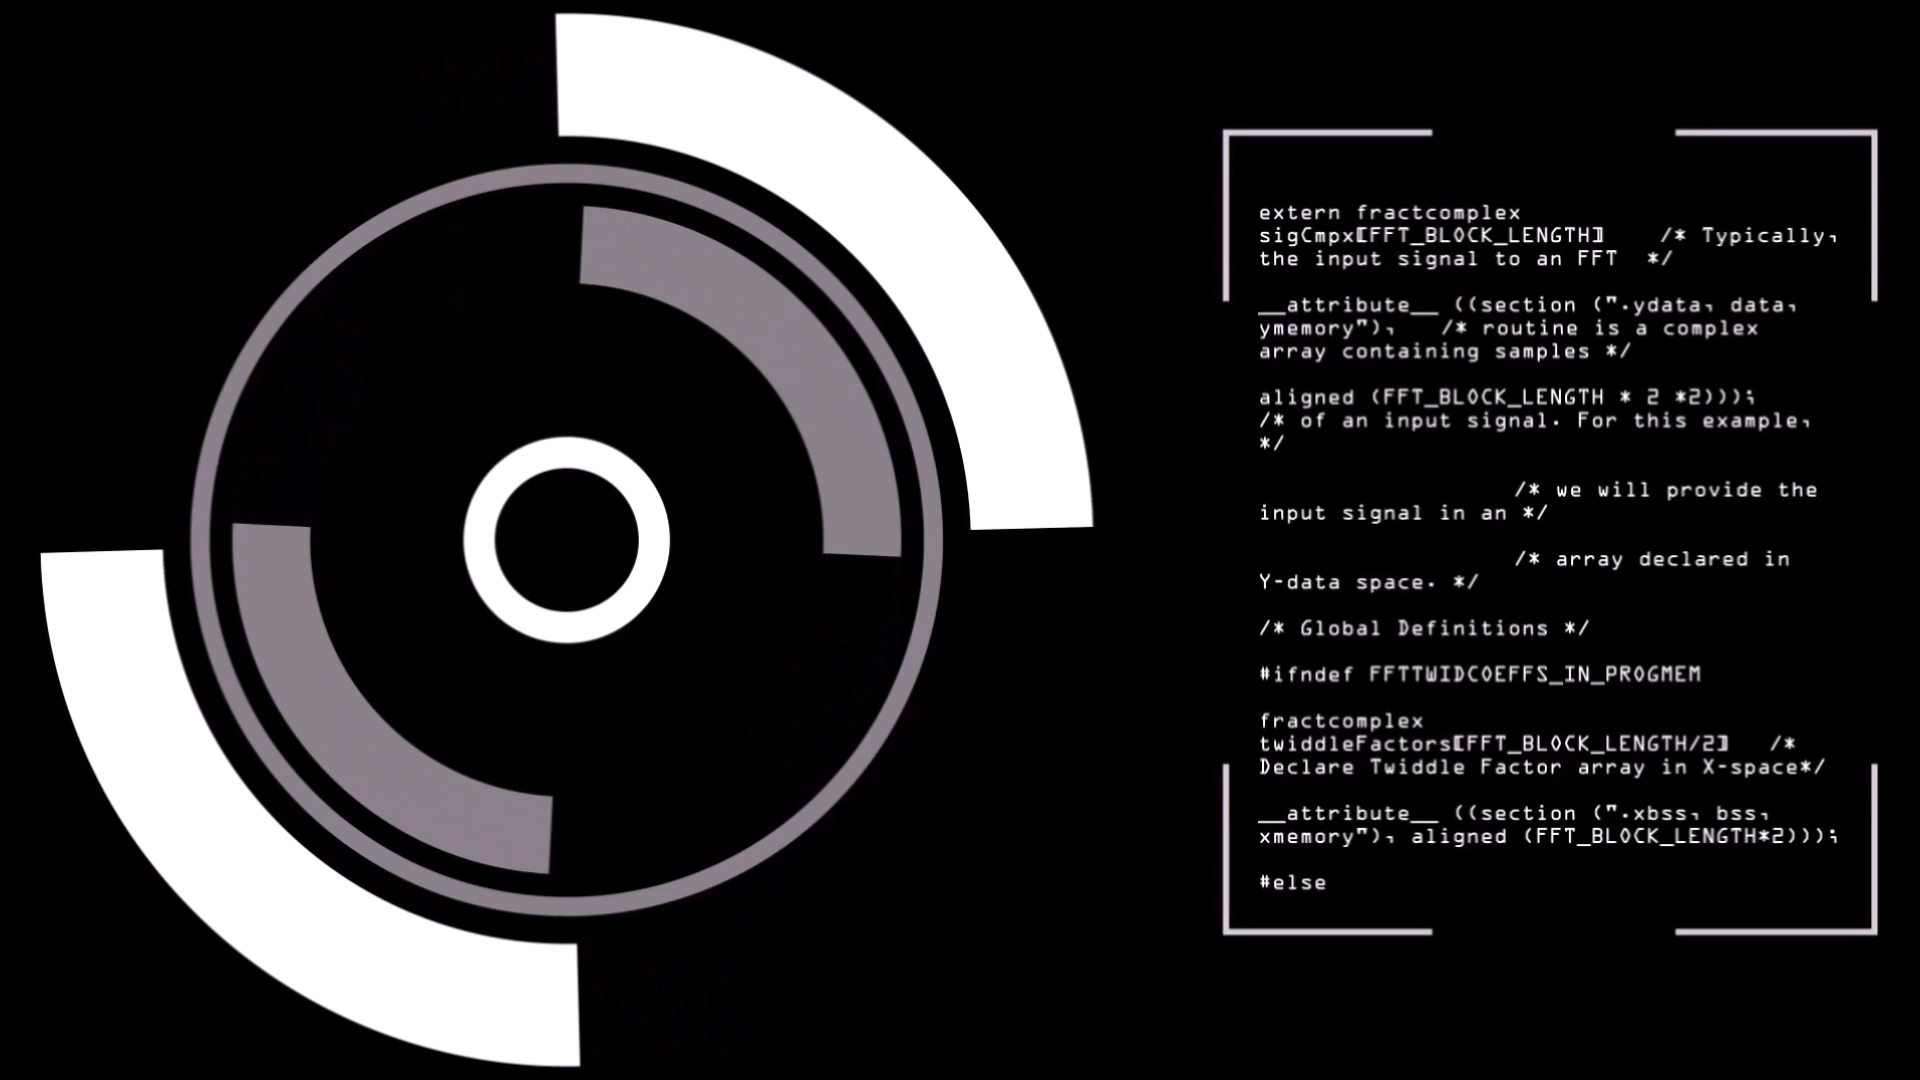 extern fractcomplex
sigCmpx[FFT_BLOCK_LENGTH]    /* Typically,
the input signal to an FFT  */
__attribute__ ((section (".ydata, data,
ymemory"),   /* routine is a complex
array containing samples */
aligned (FFT_BLOCK_LENGTH * 2 *2)));
/* of an input signal. For this example,
*/
/* we will provide the
input signal in an */
/* array declared in
Y-data space. */
/* Global Definitions */
#ifndef FFTTWIDCOEFFS_IN_PROGMEM
fractcomplex
twiddleFactors[FFT_BLOCK_LENGTH/2]   /*
Declare Twiddle Factor array in X-space*/
__attribute__ ((section (".xbss, bss,
xmemory"), aligned (FFT_BLOCK_LENGTH*2)));
#else